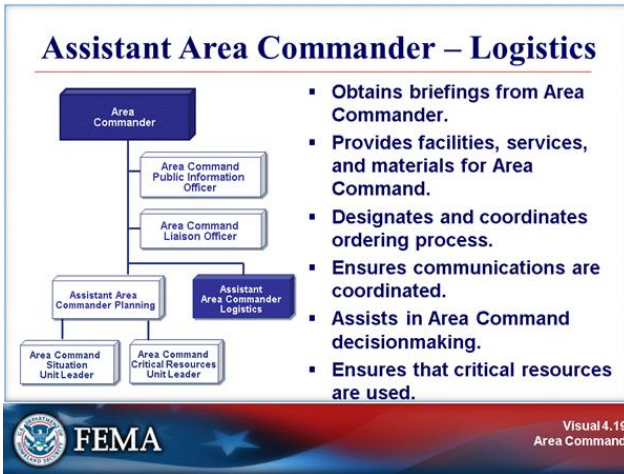 Assistant Area Commander – Logistics
Area
Commander
Area Command
Public Information
Officer
Area Command
Liaison Officer
Assistant Area
Commander Planning
Assistant
Area Commander
Logistics
Area Command
Situation
Unit Leader
Area Command
Critical Resources
Unit Leader
▪ Obtains briefings from Area
Commander.
▪ Provides facilities, services,
and materials for Area
Command.
▪ Designates and coordinates
ordering process.
▪ Ensures communications are
coordinated.
▪ Assists in Area Command
decisionmaking.
▪ Ensures that critical resources
are used.
FEMA
Visual 4.19
Area Command